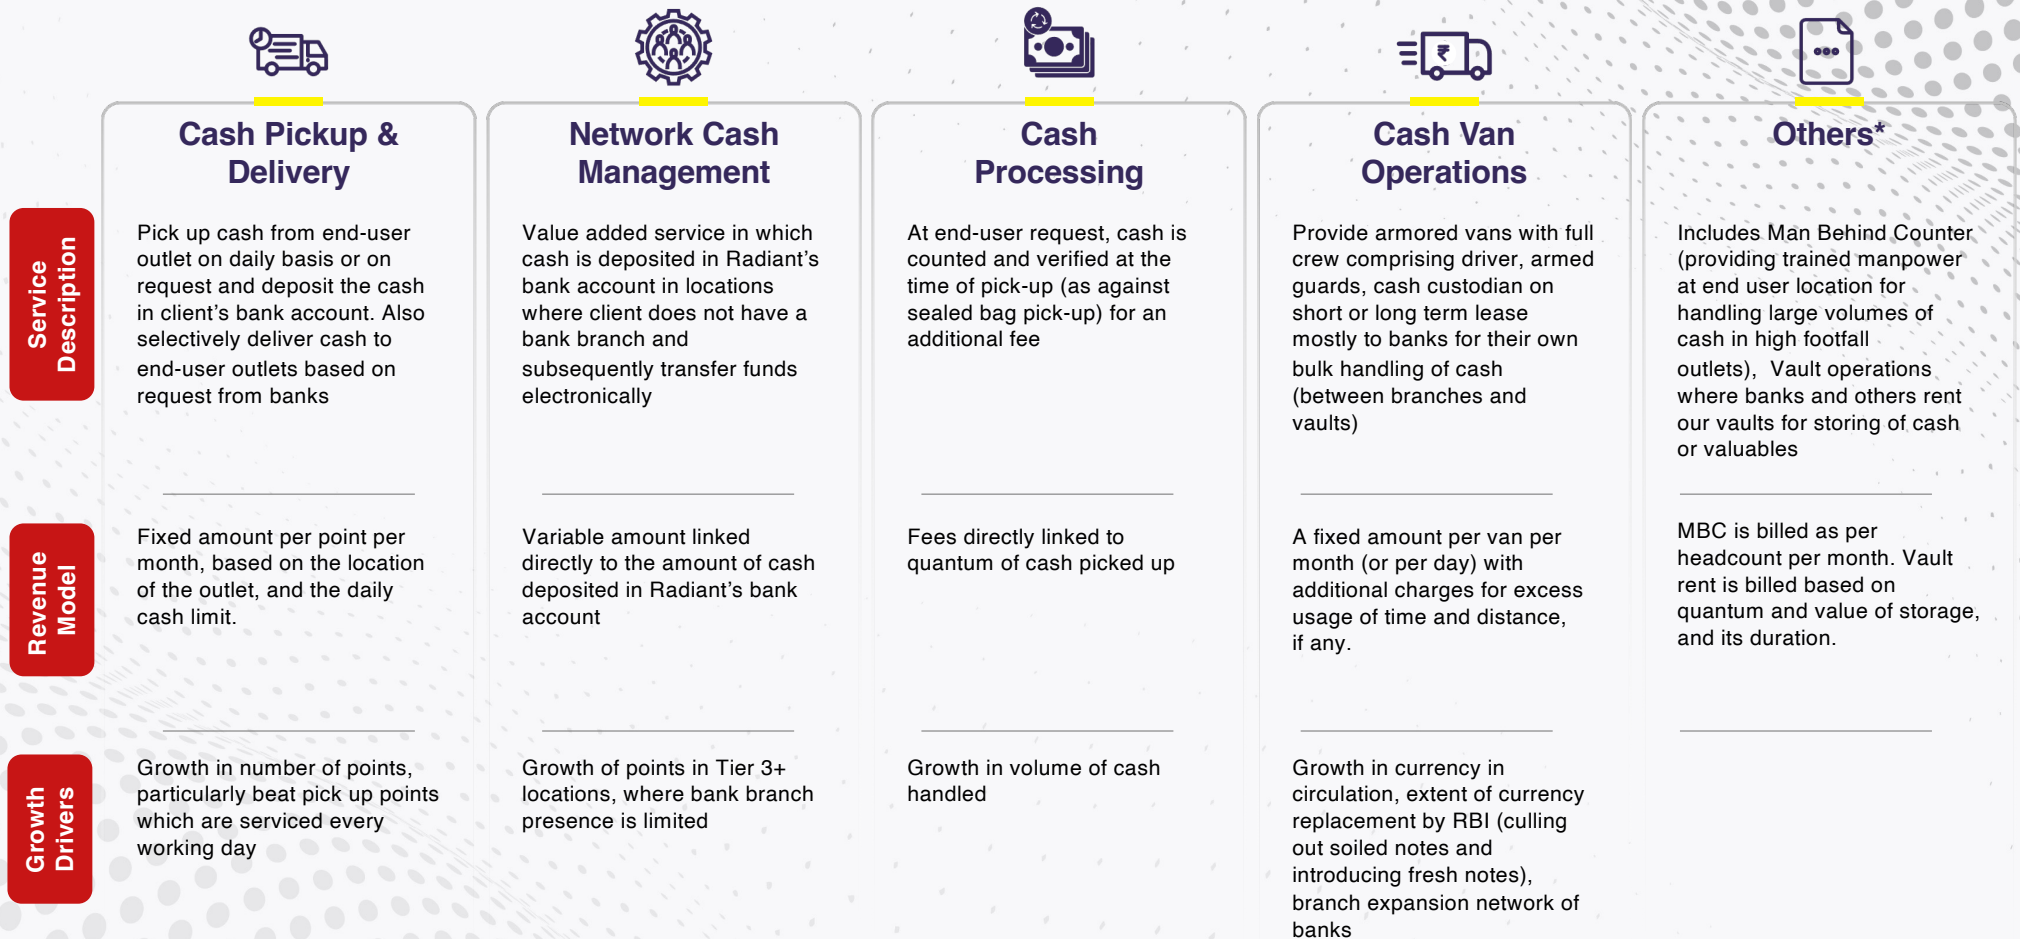 ₹
Cash Pickup &
Delivery
Network Cash
Management
Cash
Processing
Cash Van
Operations
Others*
Service
Description
Pick up cash from end-user
outlet on daily basis or on
request and deposit the cash
in client's bank account. Also
selectively deliver cash to
end-user outlets based on
request from banks
Value added service in which
cash is deposited in Radiant's
bank account in locations
where client does not have a
bank branch and
subsequently transfer funds
electronically
At end-user request, cash is
counted and verified at the
time of pick-up (as against
sealed bag pick-up) for an
additional fee
Provide armored vans with full
crew comprising driver, armed
guards, cash custodian on
short or long term lease
mostly to banks for their own
bulk handling of cash
(between branches and
vaults)
Includes Man Behind Counter
(providing trained manpower
at end user location for
handling large volumes of
cash in high footfall
outlets), Vault operations
where banks and others rent
our vaults for storing of cash
or valuables
Revenue
Model
Fixed amount per point per
month, based on the location
of the outlet, and the daily
cash limit.
Variable amount linked
directly to the amount of cash
deposited in Radiant's bank
account
Fees directly linked to
quantum of cash picked up
A fixed amount per van per
month (or per day) with
additional charges for excess
usage of time and distance,
if any.
MBC is billed as per
headcount per month. Vault
rent is billed based on
quantum and value of storage,
and its duration.
Growth
Drivers
Growth in number of points,
particularly beat pick up points
which are serviced every
working day
Growth of points in Tier 3+
locations, where bank branch
presence is limited
Growth in volume of cash
handled
Growth in currency in
circulation, extent of currency
replacement by RBI (culling
out soiled notes and
introducing fresh notes),
branch expansion network of
banks